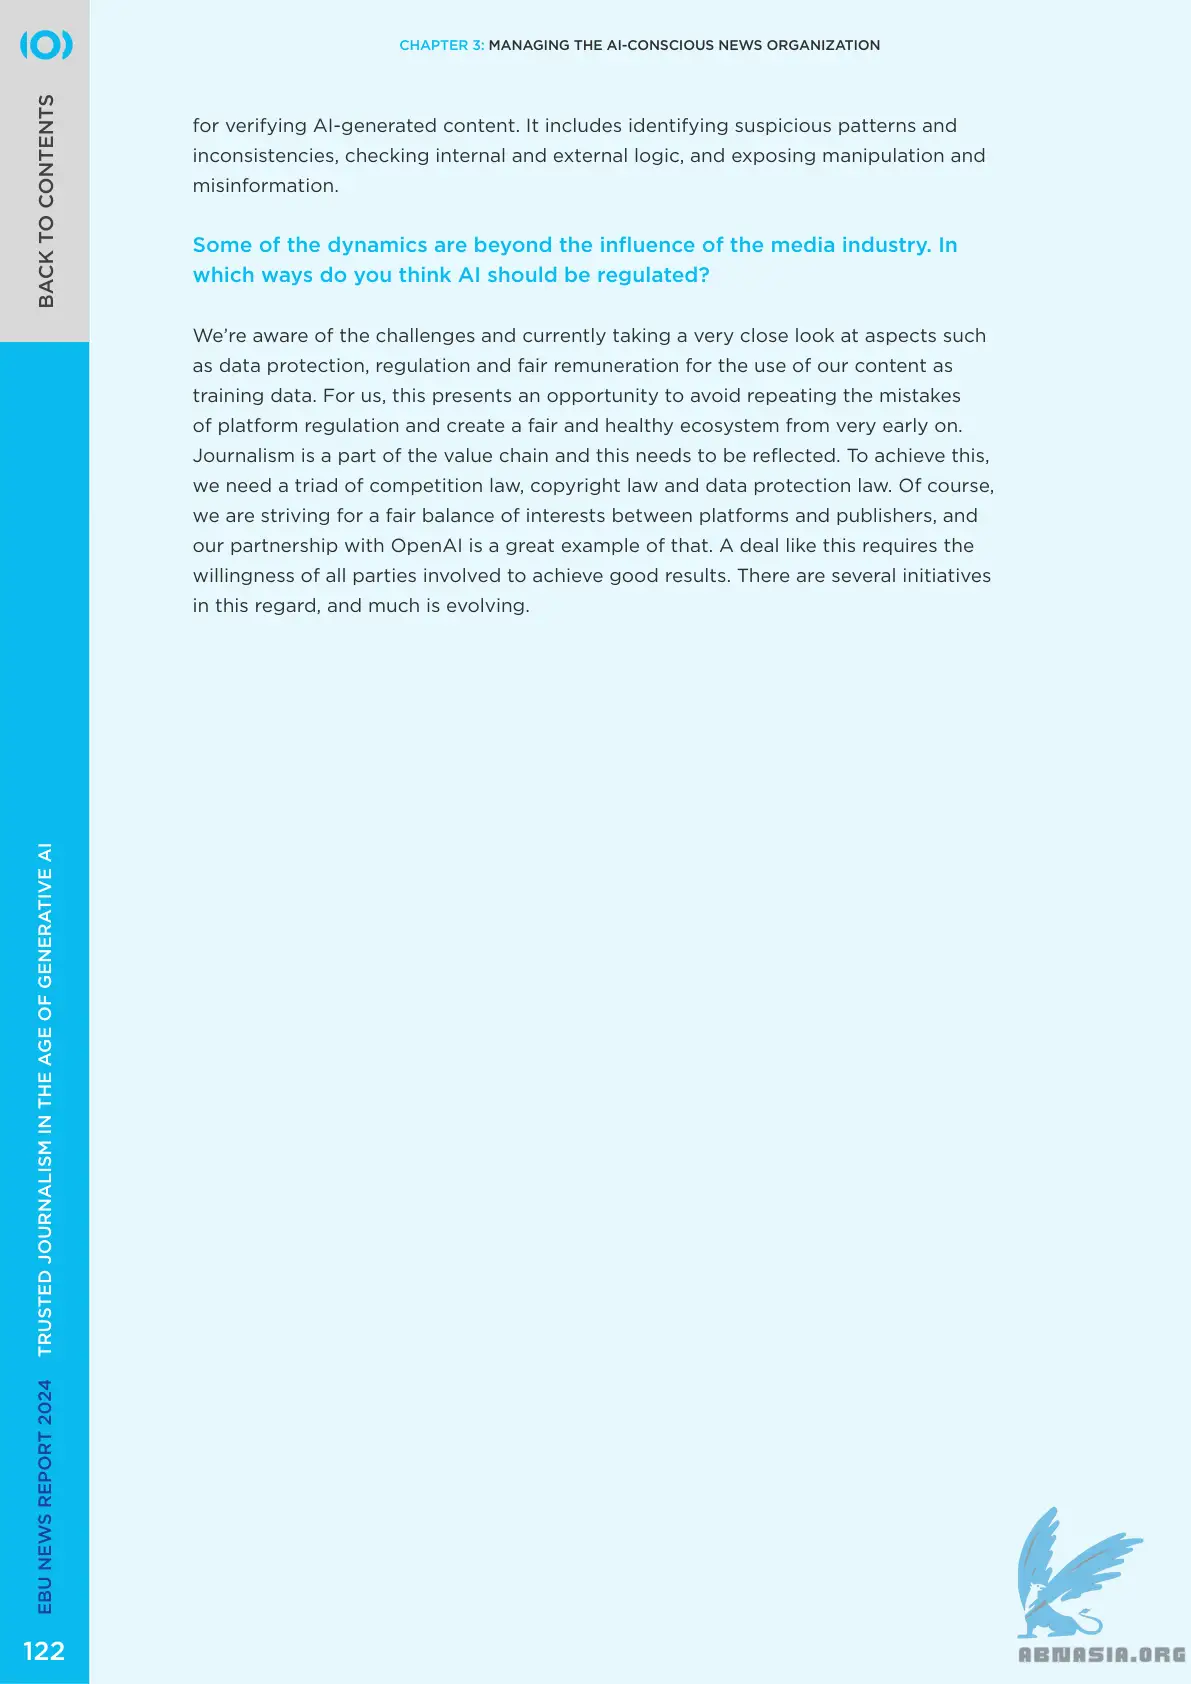 CHAPTER 3: MANAGING THE AI-CONSCIOUS NEWS ORGANIZATION
BACK TO CONTENTS
for verifying AI-generated content. It includes identifying suspicious patterns and
inconsistencies, checking internal and external logic, and exposing manipulation and
misinformation.
Some of the dynamics are beyond the influence of the media industry. In
which ways do you think AI should be regulated?
We’re aware of the challenges and currently taking a very close look at aspects such
as data protection, regulation and fair remuneration for the use of our content as
training data. For us, this presents an opportunity to avoid repeating the mistakes
of platform regulation and create a fair and healthy ecosystem from very early on.
Journalism is a part of the value chain and this needs to be reflected. To achieve this,
we need a triad of competition law, copyright law and data protection law. Of course,
we are striving for a fair balance of interests between platforms and publishers, and
our partnership with OpenAI is a great example of that. A deal like this requires the
willingness of all parties involved to achieve good results. There are several initiatives
in this regard, and much is evolving.
EBU NEWS REPORT 2024 TRUSTED JOURNALISM IN THE AGE OF GENERATIVE AI
122
ABNASIA.ORG